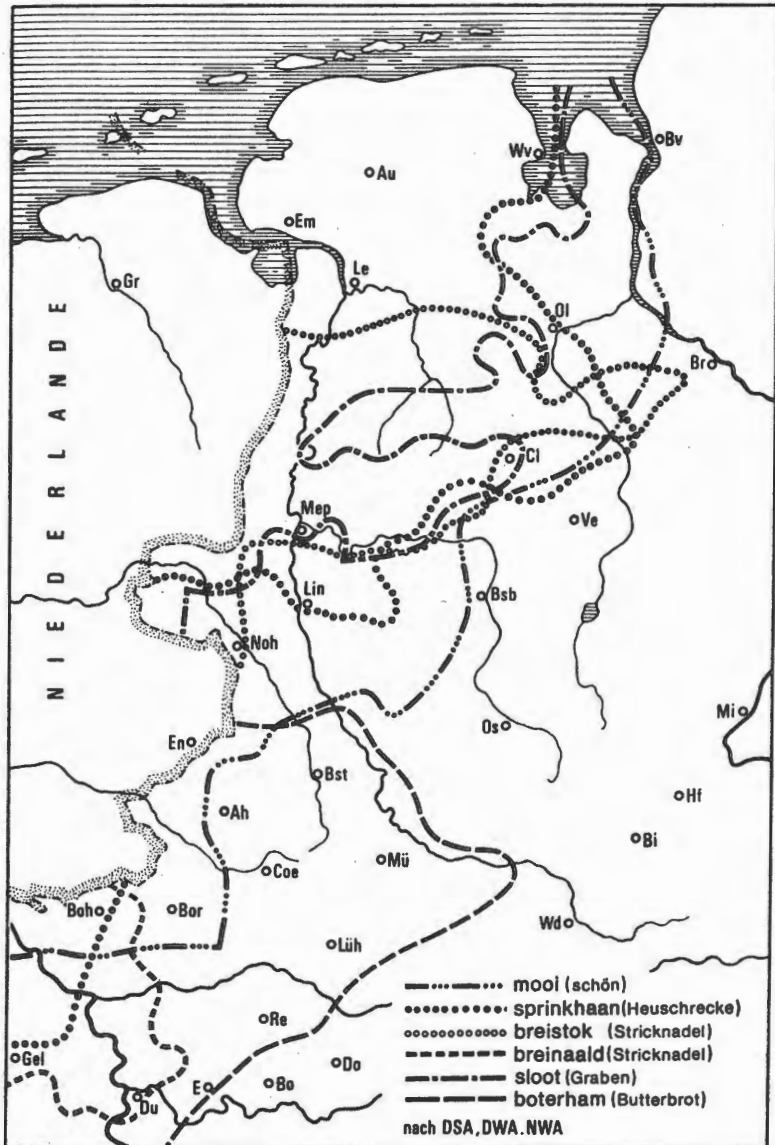 Bv
Wv
Au
Em
Gr
Le
Ol
Br
NIEDERLANDE
Cl
Mep
Ve
Lin
Bsb
Noh
Mi
En
Os
Bst
Ah
Hf
Bi
Coe
Mü
Boh
Bor
Wd
Lüh
mooi (schön)
sprinkhaan (Heuschrecke)
Re
breistok (Stricknadel)
Gel
Do
breinaald (Stricknadel)
E
Bo
sloot (Graben)
Du
boterham (Butterbrot)
nach DSA, DWA. NWA